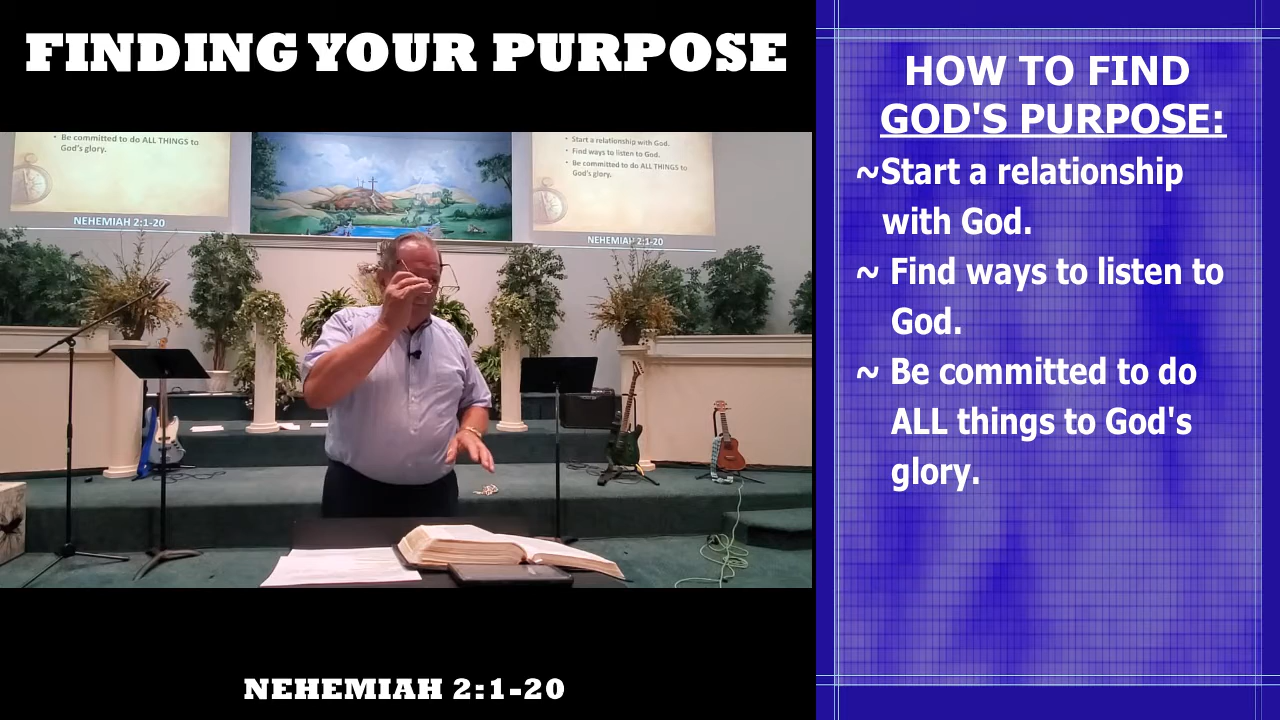 FINDING YOUR PURPOSE
• Be committed to do ALL THINGS to
God's glory.
NEHEMIAH 2:1-20
• Start a relationship with God.
• Find ways to listen to God.
• Be committed to do ALL THINGS to
God's glory.
NEHEMIAH 2:1-20
NEHEMIAH 2:1-20
HOW TO FIND
GOD'S PURPOSE:
~Start a relationship
with God.
~ Find ways to listen to
God.
~ Be committed to do
ALL things to God's
glory.